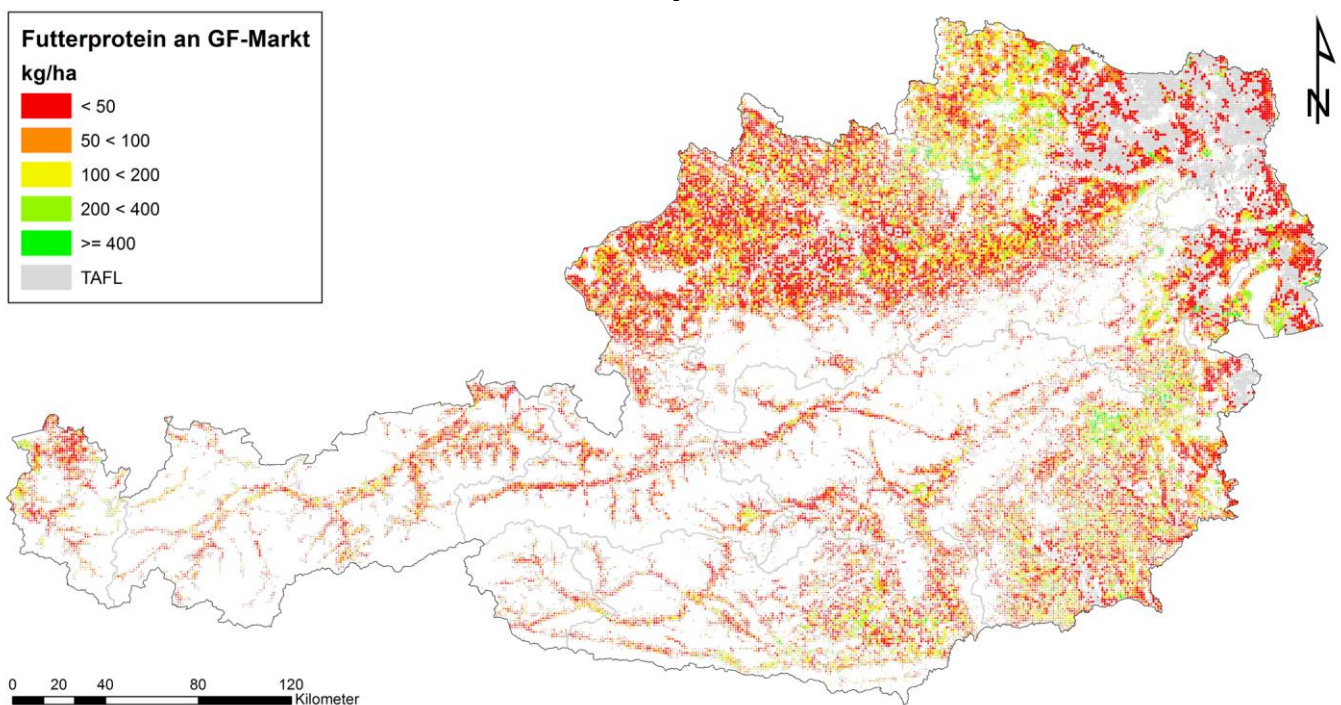 Futterprotein an GF-Markt
kg/ha
< 50
50 < 100
100 < 200
200 < 400
>= 400
TAFL
N
0 20 40 80 120
Kilometer